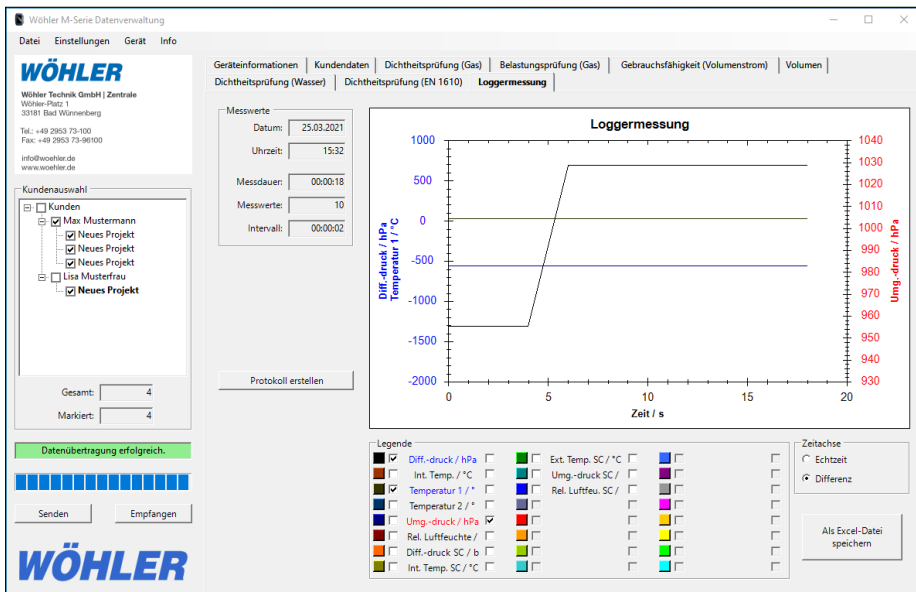 Wöhler M-Serie Datenverwaltung
Datei Einstellungen Gerät Info
WÖHLER
Wöhler Technik GmbH | Zentrale
Wöhler-Platz 1
33181 Bad Wünnenberg
Tel.: +49 2953 73-100
Fax: +49 2953 73-96100
info@woehler.de
www.woehler.de
Kundenauswahl
Kunden
Max Mustermann
Neues Projekt
Neues Projekt
Neues Projekt
Lisa Musterfrau
Neues Projekt
Gesamt: 4
Markiert: 4
Datenübertragung erfolgreich.
Senden Empfangen
WÖHLER
Geräteinformationen Kundendaten Dichtheitsprüfung (Gas) Belastungsprüfung (Gas) Gebrauchsfähigkeit (Volumenstrom) Volumen
Dichtheitsprüfung (Wasser) Dichtheitsprüfung (EN 1610) Loggermessung
Messwerte
Datum: 25.03.2021
Uhrzeit: 15:32
Messdauer: 00:00:18
Messwerte: 10
Intervall: 00:00:02
Protokoll erstellen
Loggermessung
Diff.-druck / hPa
Temperatur 1 / °C
1000
500
0
-500
-1000
-1500
-2000
0 5 10 15 20
Zeit / s
1040
1030
1020
1010
1000
990
980
970
960
950
940
930
Umg.-druck / hPa
Legende
Diff.-druck / hPa Ext. Temp. SC / °C
Int. Temp. / °C Umg.-druck SC /
Temperatur 1 / ° Rel. Luftfeu. SC /
Temperatur 2 / °
Umg.-druck / hPa
Rel. Luftfeuchte /
Diff.-druck SC / b
Int. Temp. SC / °C
Zeitachse
Echtzeit
Differenz
Als Excel-Datei
speichern